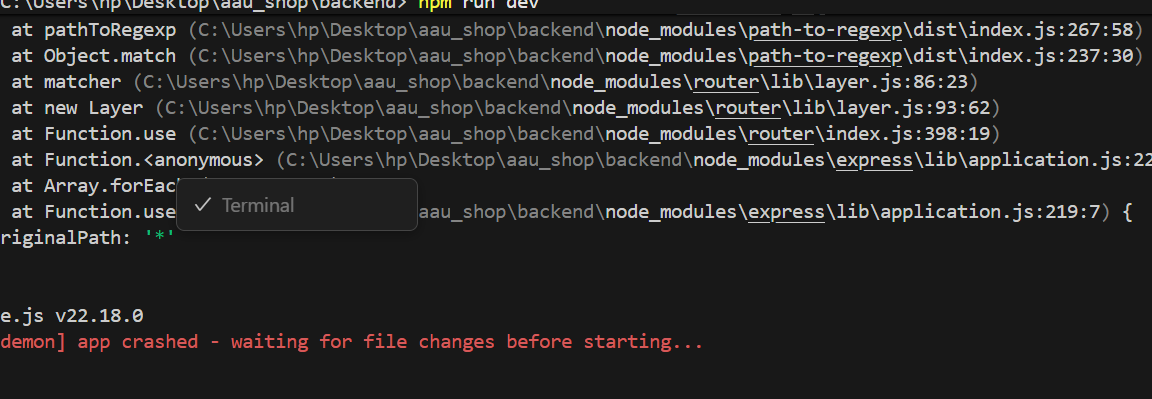 C:\Users\hp\Desktop\aau_shop\backend> npm run dev
at pathToRegexp (C:\Users\hp\Desktop\aau_shop\backend\node_modules\path-to-regexp\dist\index.js:267:58)
at Object.match (C:\Users\hp\Desktop\aau_shop\backend\node_modules\path-to-regexp\dist\index.js:237:30)
at matcher (C:\Users\hp\Desktop\aau_shop\backend\node_modules\router\lib\layer.js:86:23)
at new Layer (C:\Users\hp\Desktop\aau_shop\backend\node_modules\router\lib\layer.js:93:62)
at Function.use (C:\Users\hp\Desktop\aau_shop\backend\node_modules\router\index.js:398:19)
at Function.<anonymous> (C:\Users\hp\Desktop\aau_shop\backend\node_modules\express\lib\application.js:22
at Array.forEac
✓ Terminal
at Function.use aau_shop\backend\node_modules\express\lib\application.js:219:7) {
riginalPath: '*'
e.js v22.18.0
demon] app crashed - waiting for file changes before starting...